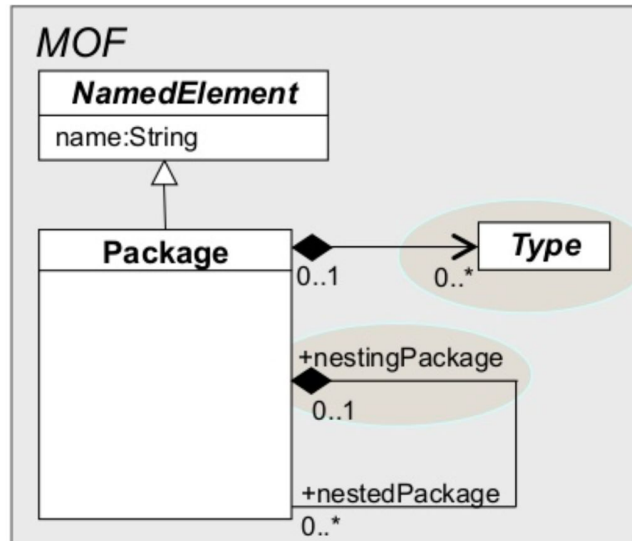 MOF
NamedElement
name:String
Package
Type
0..1
0..*
+nestingPackage
0..1
+nestedPackage
0..*